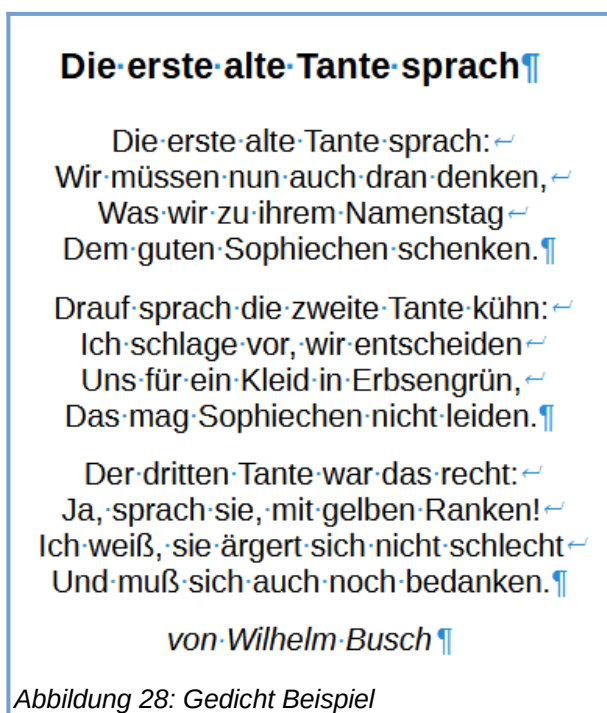 Die·erste·alte·Tante·sprach¶
Die·erste·alte·Tante·sprach:↵
Wir·müssen·nun·auch·dran·denken,↵
Was·wir·zu·ihrem·Namenstag↵
Dem·guten·Sophiechen·schenken.¶
Drauf·sprach·die·zweite·Tante·kühn:↵
Ich·schlage·vor,·wir·entscheiden↵
Uns·für·ein·Kleid·in·Erbsengrün,↵
Das·mag·Sophiechen·nicht·leiden.¶
Der·dritten·Tante·war·das·recht:↵
Ja,·sprach·sie,·mit·gelben·Ranken!↵
Ich·weiß,·sie·ärgert·sich·nicht·schlecht↵
Und·muß·sich·auch·noch·bedanken.¶
von·Wilhelm·Busch¶
Abbildung 28: Gedicht Beispiel